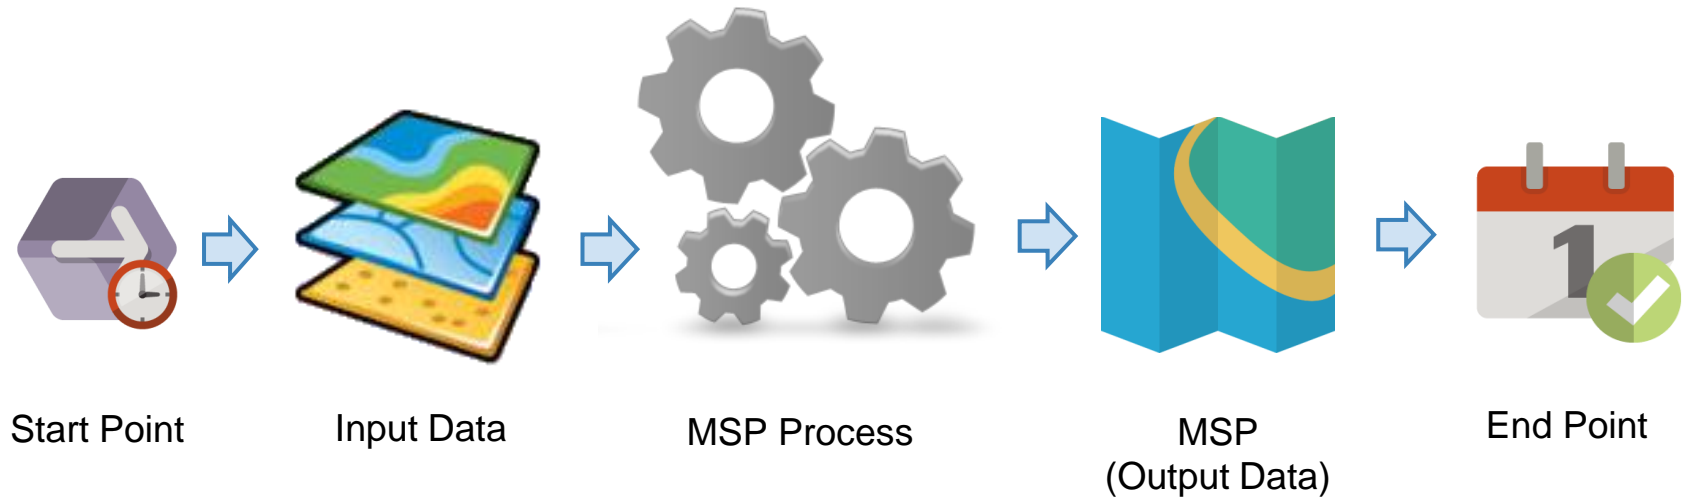 1
Start Point
Input Data
MSP Process
MSP
(Output Data)
End Point